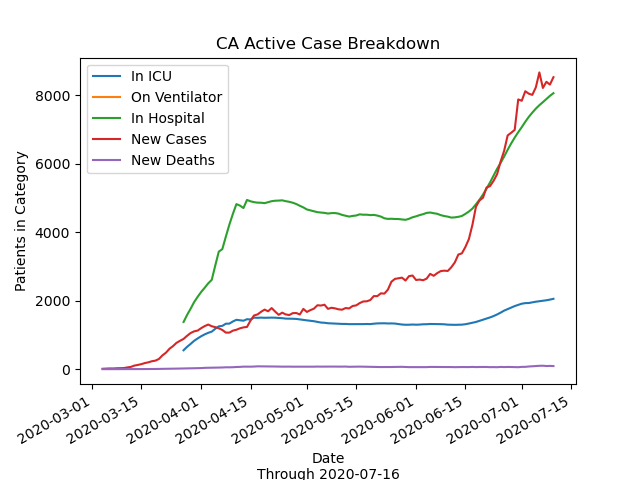 CA Active Case Breakdown
In ICU
On Ventilator
In Hospital
New Cases
New Deaths
Patients in Category
8000
6000
4000
2000
0
2020-03-01
2020-03-15
2020-04-01
2020-04-15
2020-05-01
2020-05-15
2020-06-01
2020-06-15
2020-07-01
2020-07-15
Date
Through 2020-07-16